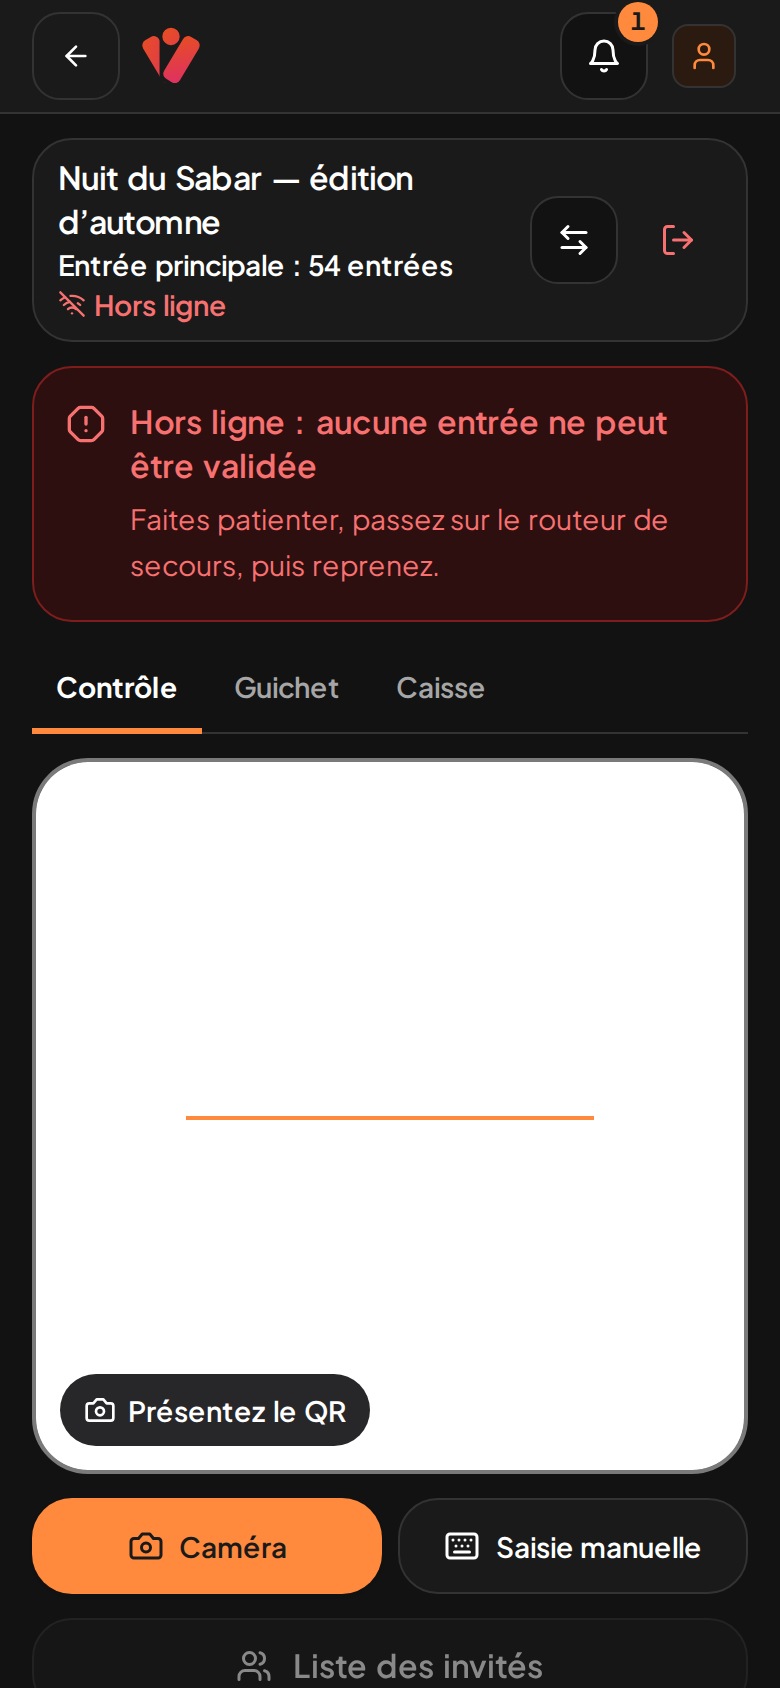 1
Nuit du Sabar — édition
d’automne
Entrée principale : 54 entrées
Hors ligne
Hors ligne : aucune entrée ne peut
être validée
Faites patienter, passez sur le routeur de
secours, puis reprenez.
Contrôle Guichet Caisse
Présentez le QR
Caméra Saisie manuelle
Liste des invités